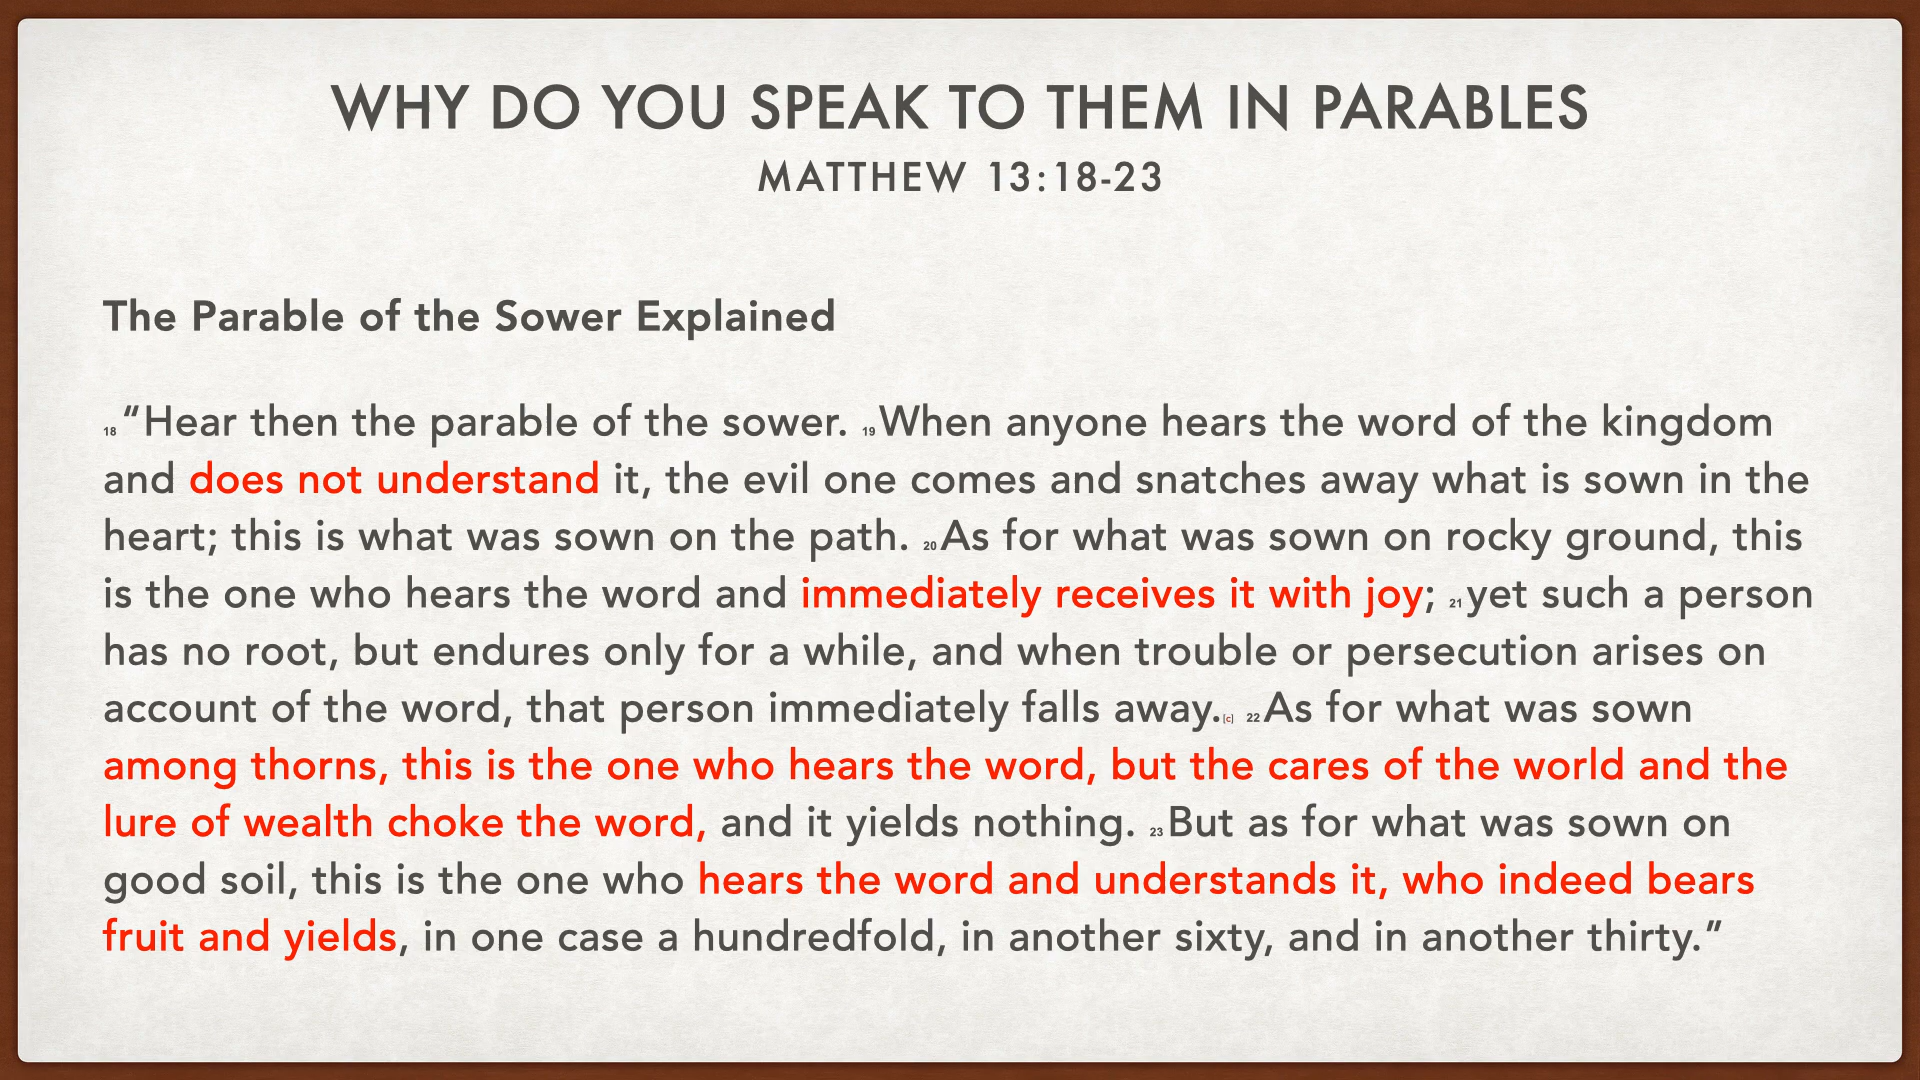 WHY DO YOU SPEAK TO THEM IN PARABLES
MATTHEW 13:18-23
The Parable of the Sower Explained
18 “Hear then the parable of the sower. 19 When anyone hears the word of the kingdom
and does not understand it, the evil one comes and snatches away what is sown in the
heart; this is what was sown on the path. 20 As for what was sown on rocky ground, this
is the one who hears the word and immediately receives it with joy; 21 yet such a person
has no root, but endures only for a while, and when trouble or persecution arises on
account of the word, that person immediately falls away.[c] 22 As for what was sown
among thorns, this is the one who hears the word, but the cares of the world and the
lure of wealth choke the word, and it yields nothing. 23 But as for what was sown on
good soil, this is the one who hears the word and understands it, who indeed bears
fruit and yields, in one case a hundredfold, in another sixty, and in another thirty.”